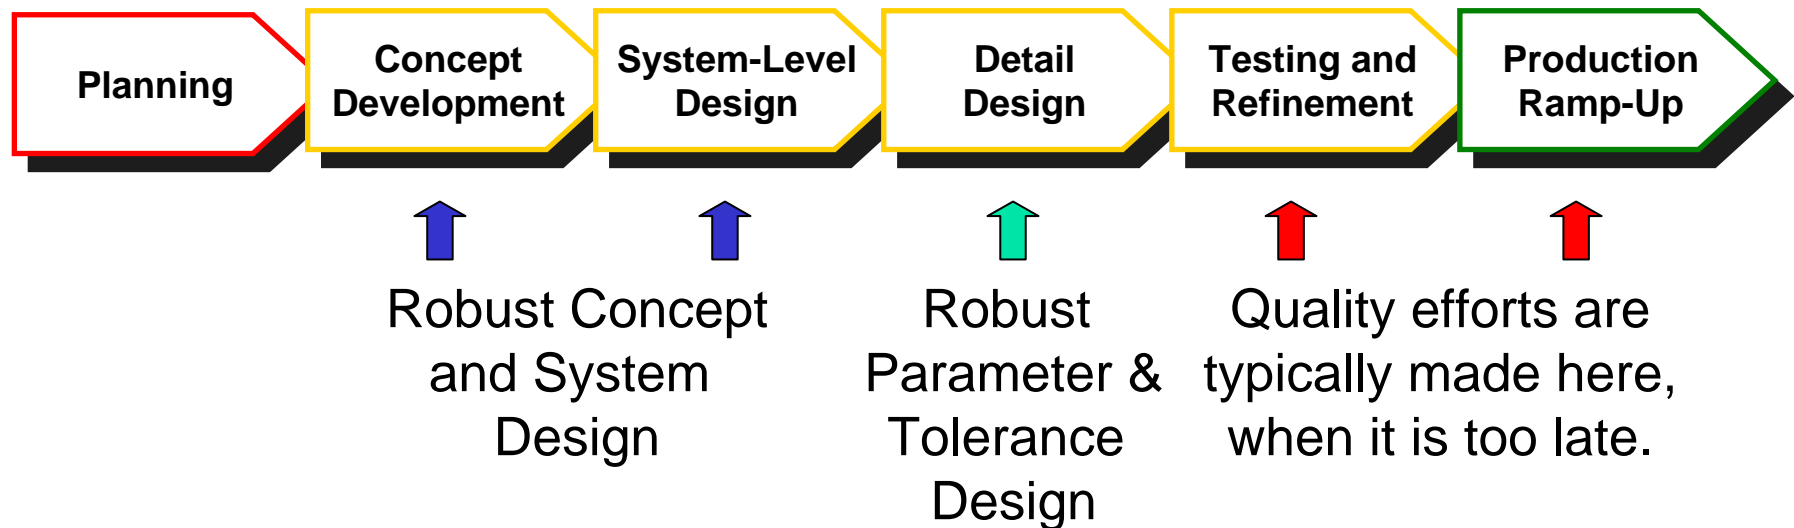 Planning
Concept
Development
System-Level
Design
Detail
Design
Testing and
Refinement
Production
Ramp-Up
Robust Concept
and System
Design
Robust
Parameter &
Tolerance
Design
Quality efforts are
typically made here,
when it is too late.